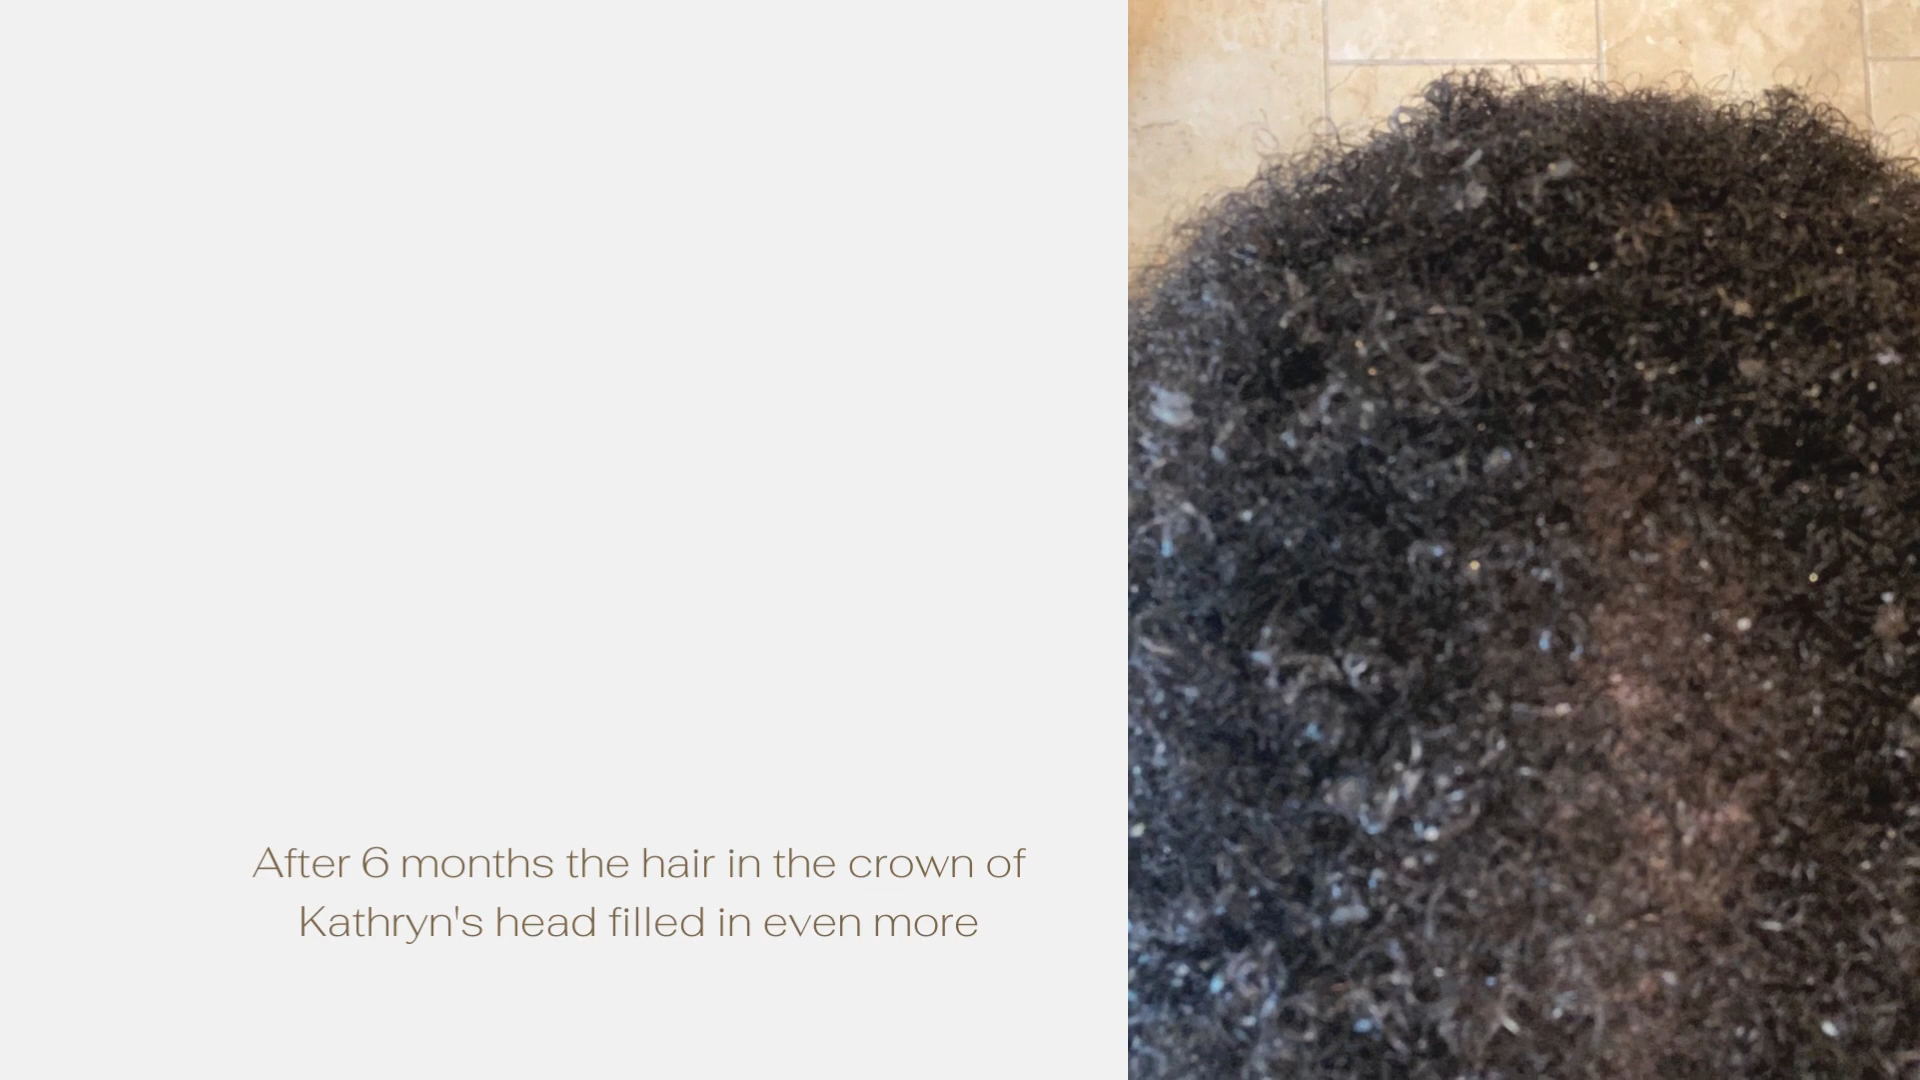 After 6 months the hair in the crown of
Kathryn's head filled in even more